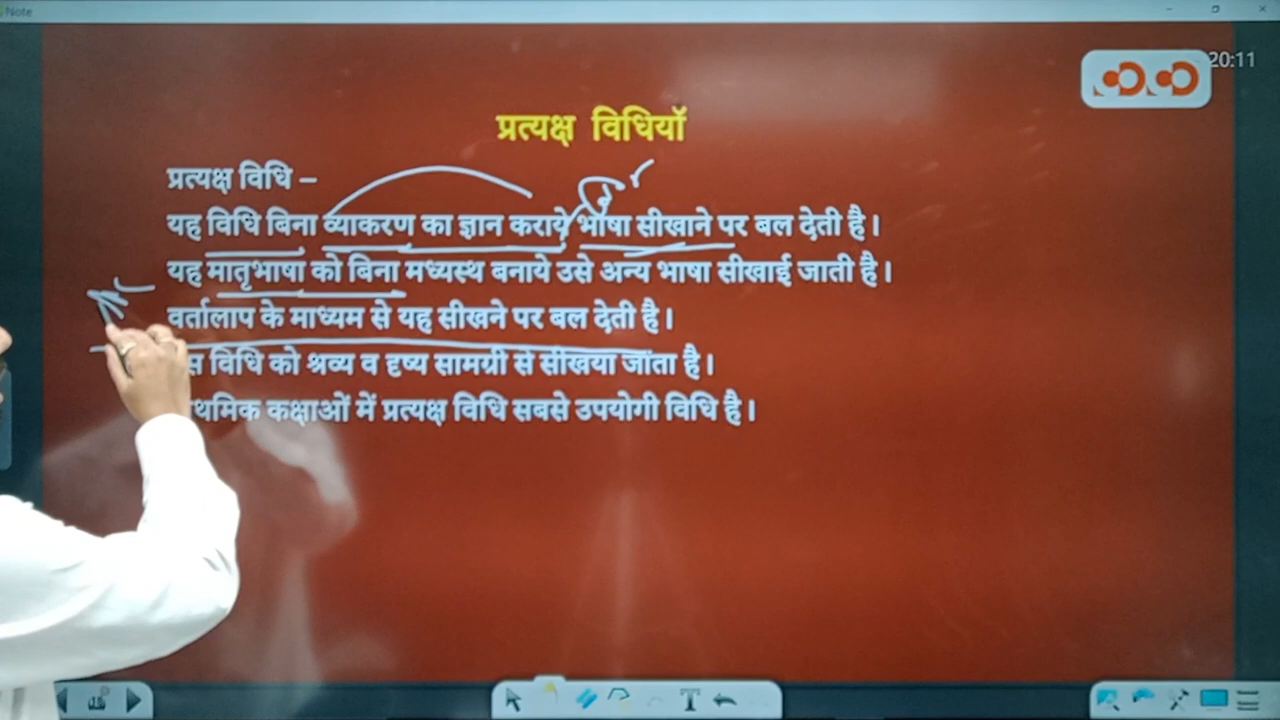 Note
20:11
प्रत्यक्ष विधियॉ
प्रत्यक्ष विधि –
यह विधि बिना व्याकरण का ज्ञान कराये भाषा सीखाने पर बल देती है।
यह मातृभाषा को बिना मध्यस्थ बनाये उसे अन्य भाषा सीखाई जाती है।
वर्तालाप के माध्यम से यह सीखने पर बल देती है।
विधि को श्रव्य व दृष्य सामग्री से सीखया जाता है।
कक्षाओं में प्रत्यक्ष विधि सबसे उपयोगी विधि है।